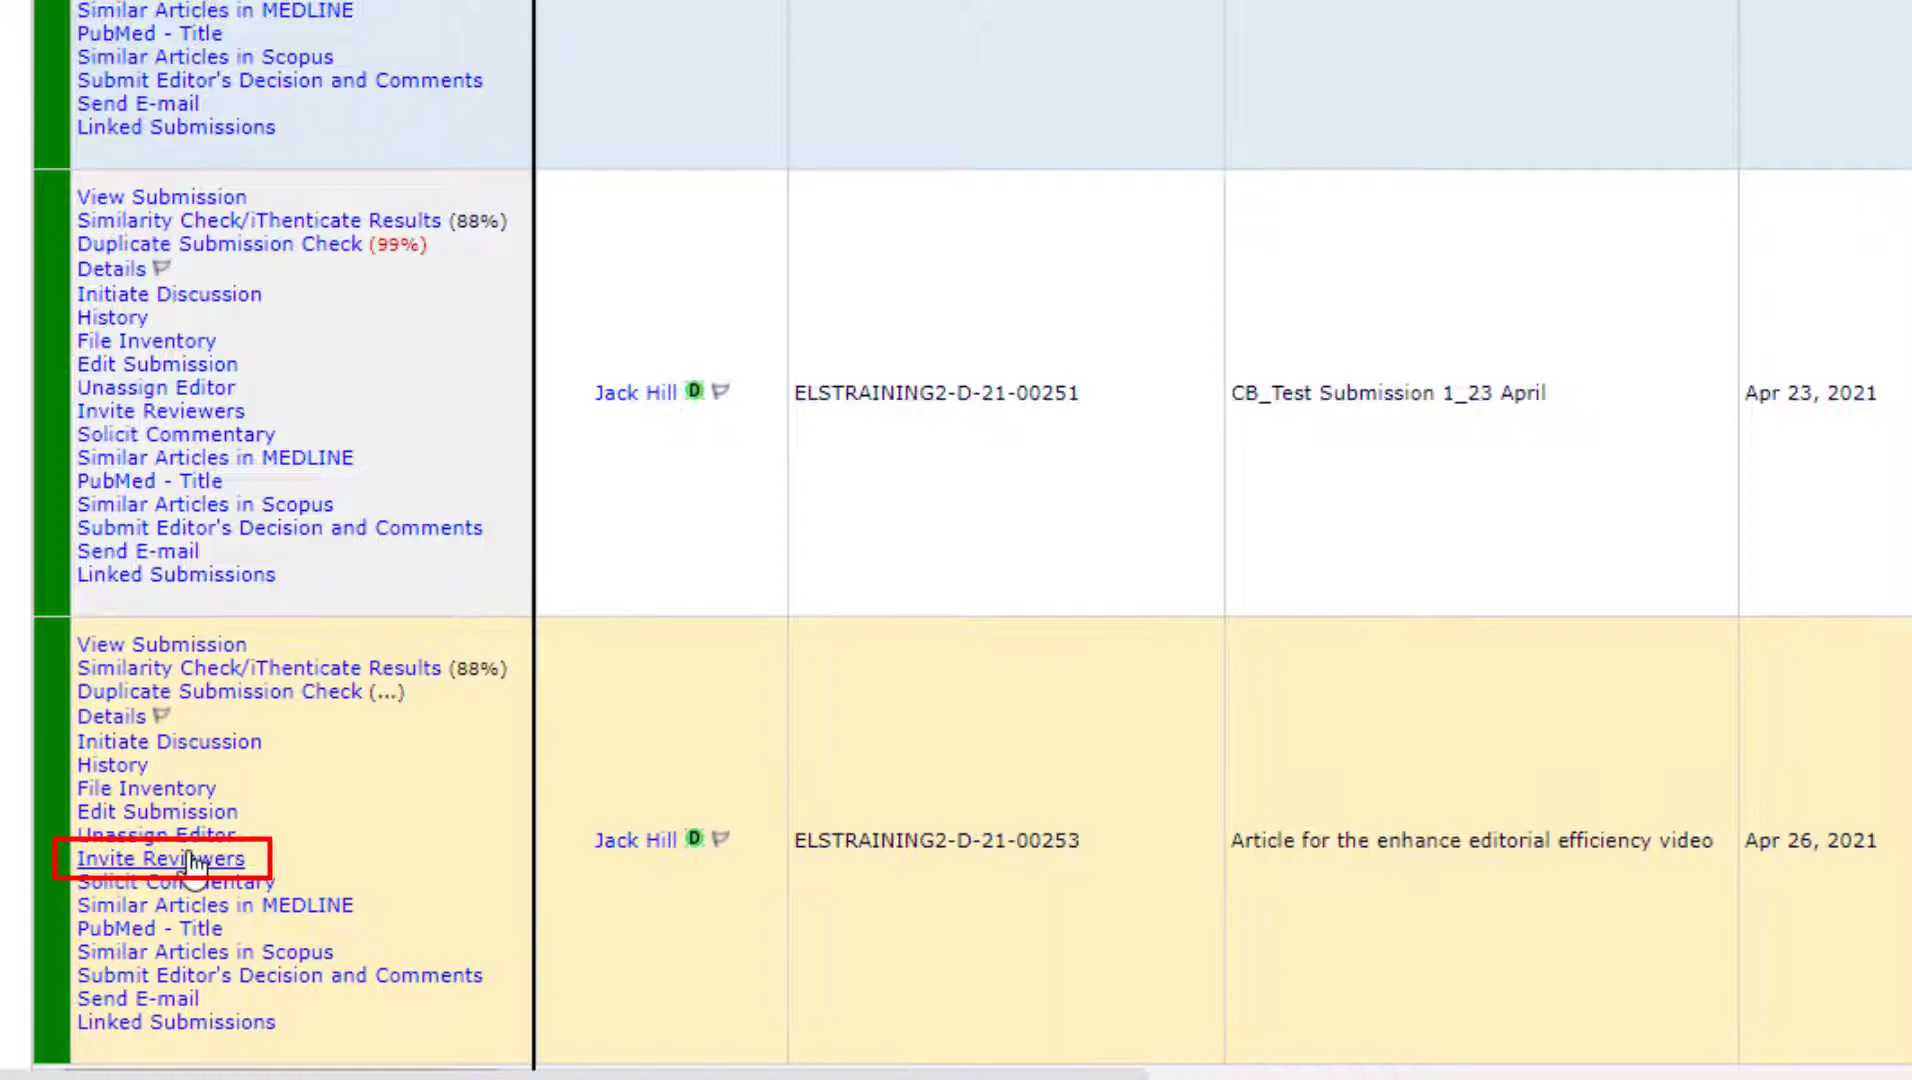 Similar Articles in MEDLINE
PubMed - Title
Similar Articles in Scopus
Submit Editor's Decision and Comments
Send E-mail
Linked Submissions
View Submission
Similarity Check/iThenticate Results (88%)
Duplicate Submission Check (99%)
Details
Initiate Discussion
History
File Inventory
Edit Submission
Unassign Editor
Invite Reviewers
Solicit Commentary
Similar Articles in MEDLINE
PubMed - Title
Similar Articles in Scopus
Submit Editor's Decision and Comments
Send E-mail
Linked Submissions
Jack Hill D
ELSTRAINING2-D-21-00251
CB_Test Submission 1_23 April
Apr 23, 2021
View Submission
Similarity Check/iThenticate Results (88%)
Duplicate Submission Check (...)
Details
Initiate Discussion
History
File Inventory
Edit Submission
Unassign Editor
Invite Reviewers
Solicit Commentary
Similar Articles in MEDLINE
PubMed - Title
Similar Articles in Scopus
Submit Editor's Decision and Comments
Send E-mail
Linked Submissions
Jack Hill D
ELSTRAINING2-D-21-00253
Article for the enhance editorial efficiency video
Apr 26, 2021